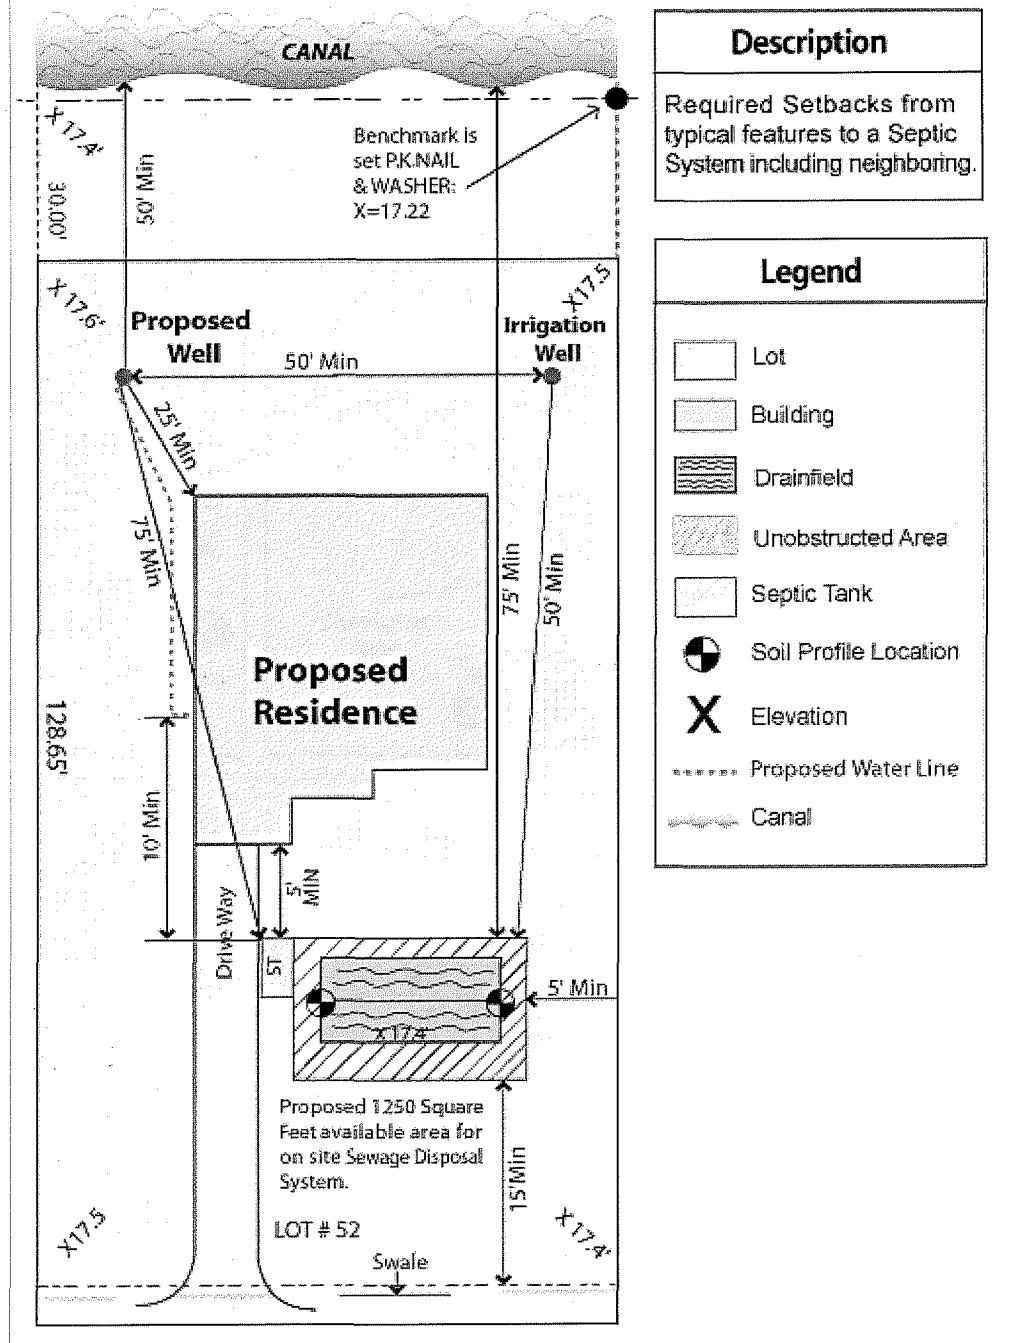 CANAL
Description
Required Setbacks from
typical features to a Septic
System including neighboring.
X 17.4'
30.00'
50' Min
Benchmark is
set P.K.NAIL
& WASHER:
X=17.22
Legend
Lot
Building
Drainfield
Unobstructed Area
Septic Tank
Soil Profile Location
X
Elevation
Proposed Water Line
Canal
X 17.6'
X17.5
Proposed
Well
Irrigation
Well
50' Min
25' Min
75' Min
75' Min
50' Min
Proposed
Residence
128.65'
10' Min
5'
MIN
Drive Way
ST
5' Min
X 17.4'
Proposed 1250 Square
Feet available area for
on site Sewage Disposal
System.
15'Min
LOT # 52
X17.5
X17.4'
Swale